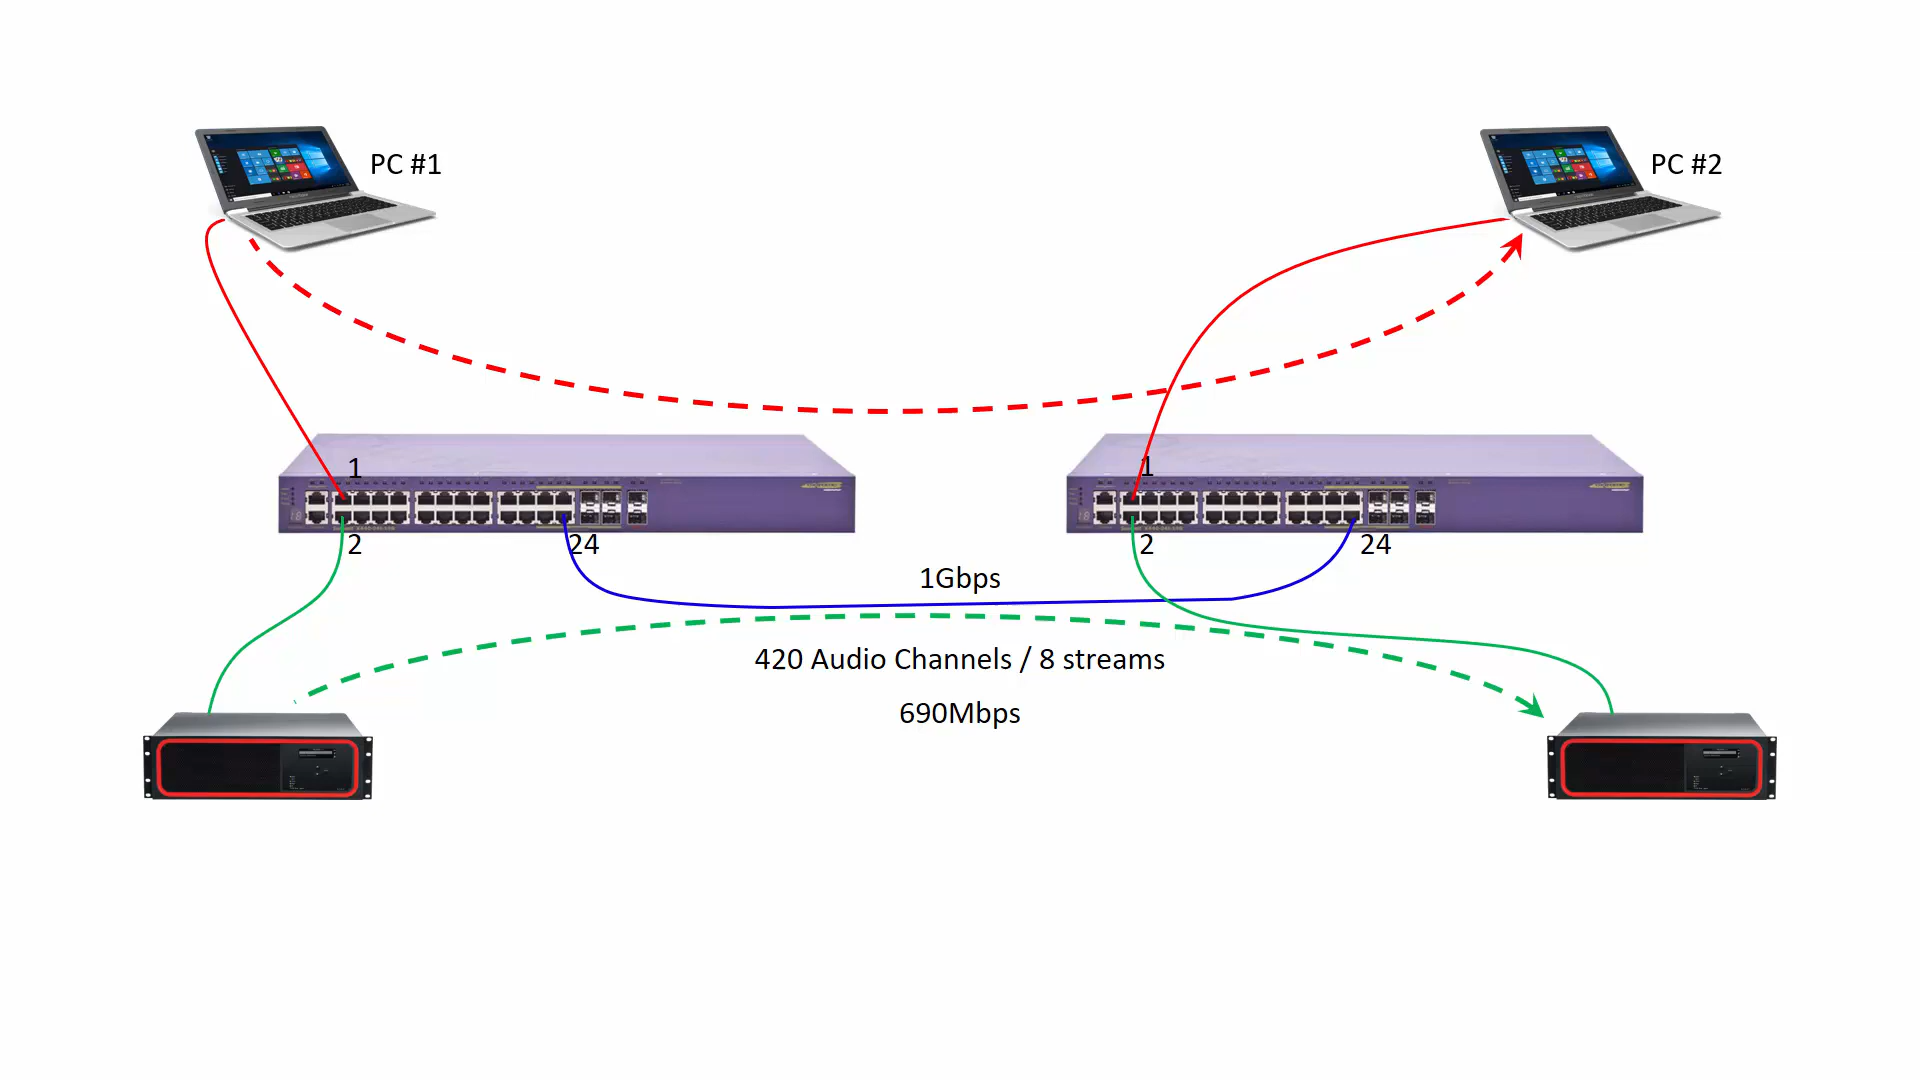 PC #1
PC #2
1
1
2
24
2
24
1Gbps
420 Audio Channels / 8 streams
690Mbps